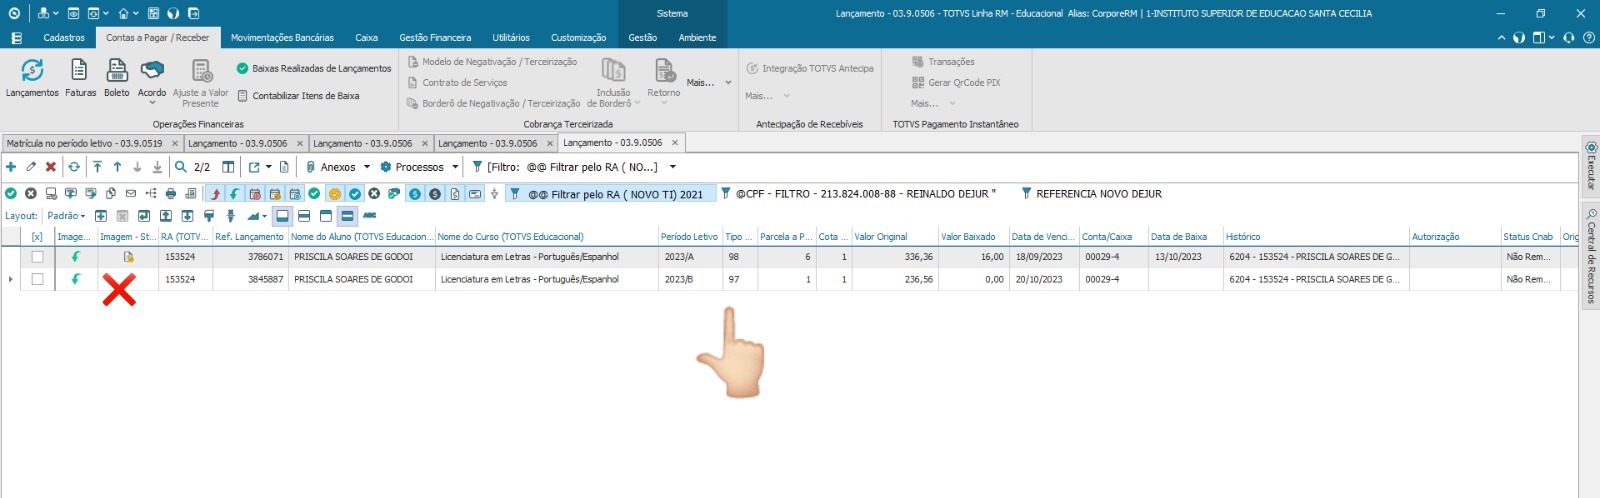 Sistema
Lançamento - 03.9.0506 - TOTVS Linha RM - Educacional  Alias: CorporeRM | 1-INSTITUTO SUPERIOR DE EDUCACAO SANTA CECILIA
Cadastros Contas a Pagar / Receber Movimentações Bancárias Caixa Gestão Financeira Utilitários Customização Gestão Ambiente
Modelo de Negativação / Terceirização
Baixas Realizadas de Lançamentos
Integração TOTVS Antecipa
Transações
Contrato de Serviços
Mais...
Gerar QrCode PIX
Lançamentos Faturas Boleto Acordo Ajuste a Valor Presente
Contabilizar Itens de Baixa
Borderô de Negativação / Terceirização
Inclusão de Borderô
Retorno
Mais...
Mais...
Operações Financeiras
Cobrança Terceirizada
Antecipação de Recebíveis
TOTVS Pagamento Instantâneo
Matrícula no período letivo - 03.9.0519 Lançamento - 03.9.0506 Lançamento - 03.9.0506 Lançamento - 03.9.0506 Lançamento - 03.9.0506
2/2 Anexos Processos [Filtro: @@ Filtrar pelo RA ( NO...]
@@ Filtrar pelo RA ( NOVO TI) 2021 @CPF - FILTRO - 213.824.008-88 - REINALDO DEJUR " REFERENCIA NOVO DEJUR
Layout: Padrão ABC
[x] Image... Imagem - St... RA (TOTV... Ref. Lançamento Nome do Aluno (TOTVS Educacion... Nome do Curso (TOTVS Educacional) Período Letivo Tipo ... Parcela a P... Cota ... Valor Original Valor Baixado Data de Venci... Conta/Caixa Data de Baixa Histórico Autorização Status Cnab Orig
153524 3786071 PRISCILA SOARES DE GODOI Licenciatura em Letras - Português/Espanhol 2023/A 98 6 1 336,36 16,00 18/09/2023 00029-4 13/10/2023 6204 - 153524 - PRISCILA SOARES DE G... Não Rem...
153524 3845887 PRISCILA SOARES DE GODOI Licenciatura em Letras - Português/Espanhol 2023/B 97 1 1 236,56 0,00 20/10/2023 00029-4 6204 - 153524 - PRISCILA SOARES DE G... Não Rem...
Executar
Central de Recursos